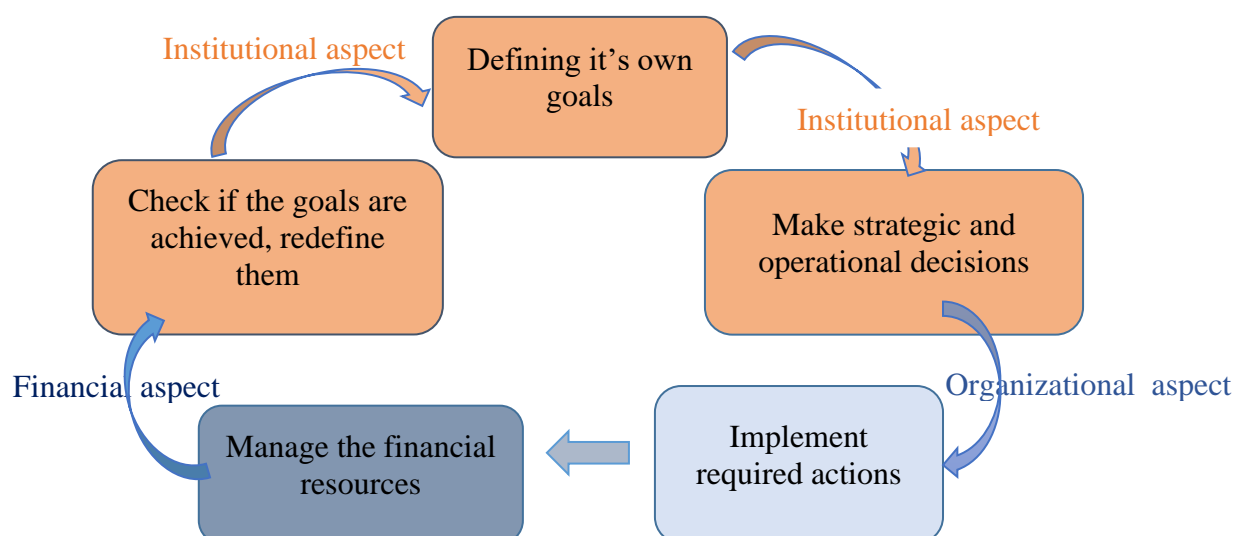 Institutional aspect
Defining it’s own
goals
Institutional aspect
Check if the goals are
achieved, redefine
them
Make strategic and
operational decisions
Financial aspect
Organizational aspect
Manage the financial
resources
Implement
required actions